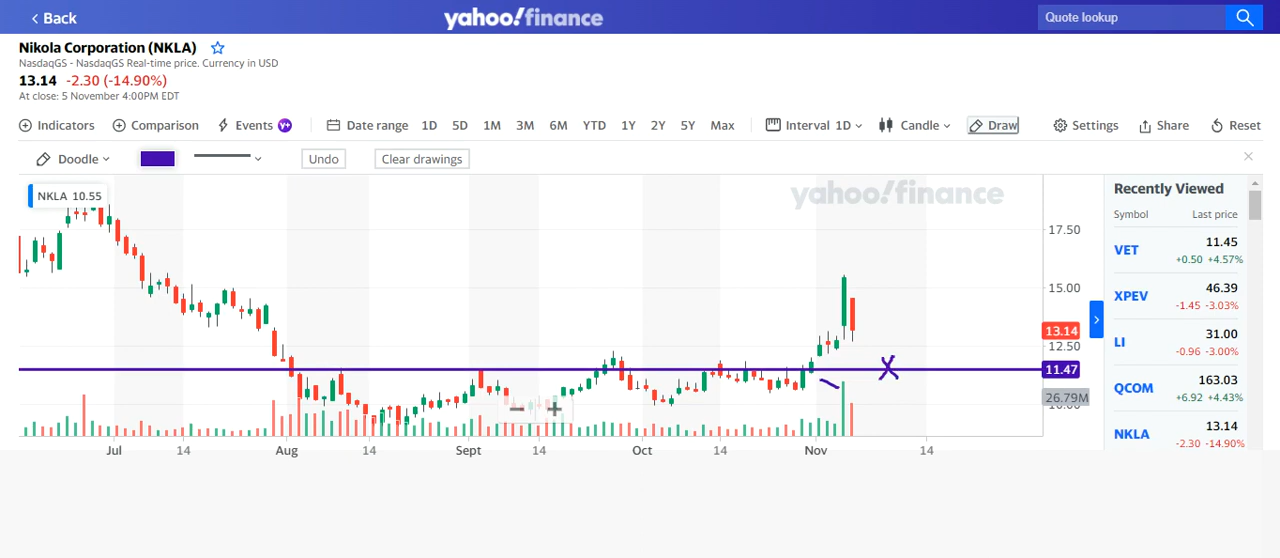 Back
yahoo!finance
Quote lookup
Nikola Corporation (NKLA)
NasdaqGS - NasdaqGS Real-time price. Currency in USD
13.14 -2.30 (-14.90%)
At close: 5 November 4:00PM EDT
Indicators Comparison Events Y+ Date range 1D 5D 1M 3M 6M YTD 1Y 2Y 5Y Max Interval 1D Candle Draw Settings Share Reset
Doodle Undo Clear drawings
NKLA 10.55
yahoo!finance
17.50
15.00
13.14
12.50
11.47
26.79M
X
Jul 14 Aug 14 Sept 14 Oct 14 Nov 14
Recently Viewed
Symbol Last price
VET 11.45
+0.50 +4.57%
XPEV 46.39
-1.45 -3.03%
LI 31.00
-0.96 -3.00%
QCOM 163.03
+6.92 +4.43%
NKLA 13.14
-2.30 -14.90%